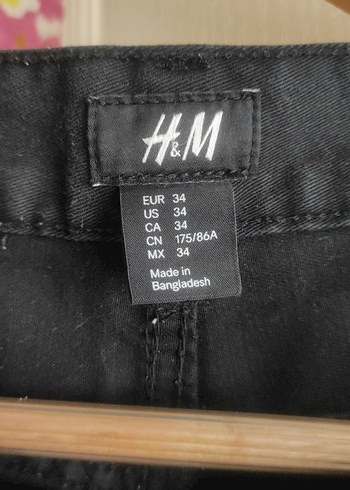 H&M
EUR 34
US 34
CA 34
CN 175/86A
MX 34
Made in
Bangladesh